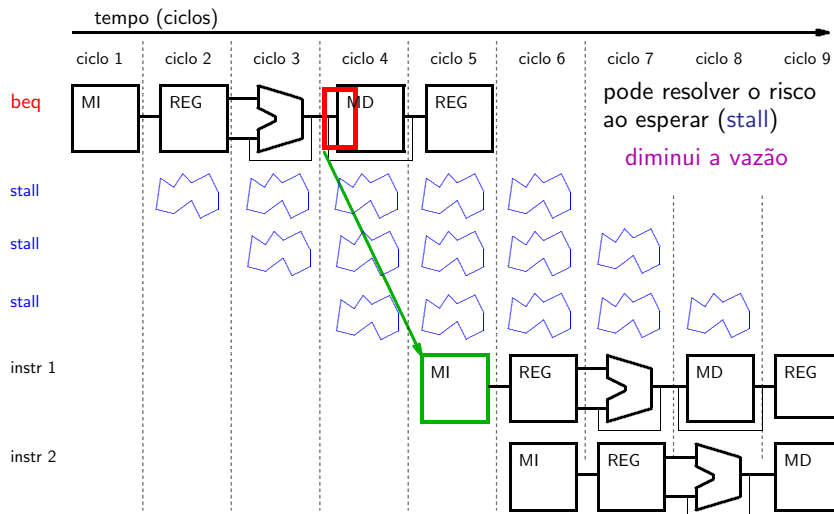 tempo (ciclos)
ciclo 1 ciclo 2 ciclo 3 ciclo 4 ciclo 5 ciclo 6 ciclo 7 ciclo 8 ciclo 9
beq MI REG MD REG
pode resolver o risco
ao esperar (stall)
diminui a vazão
stall
stall
stall
instr 1 MI REG MD REG
instr 2 MI REG MD